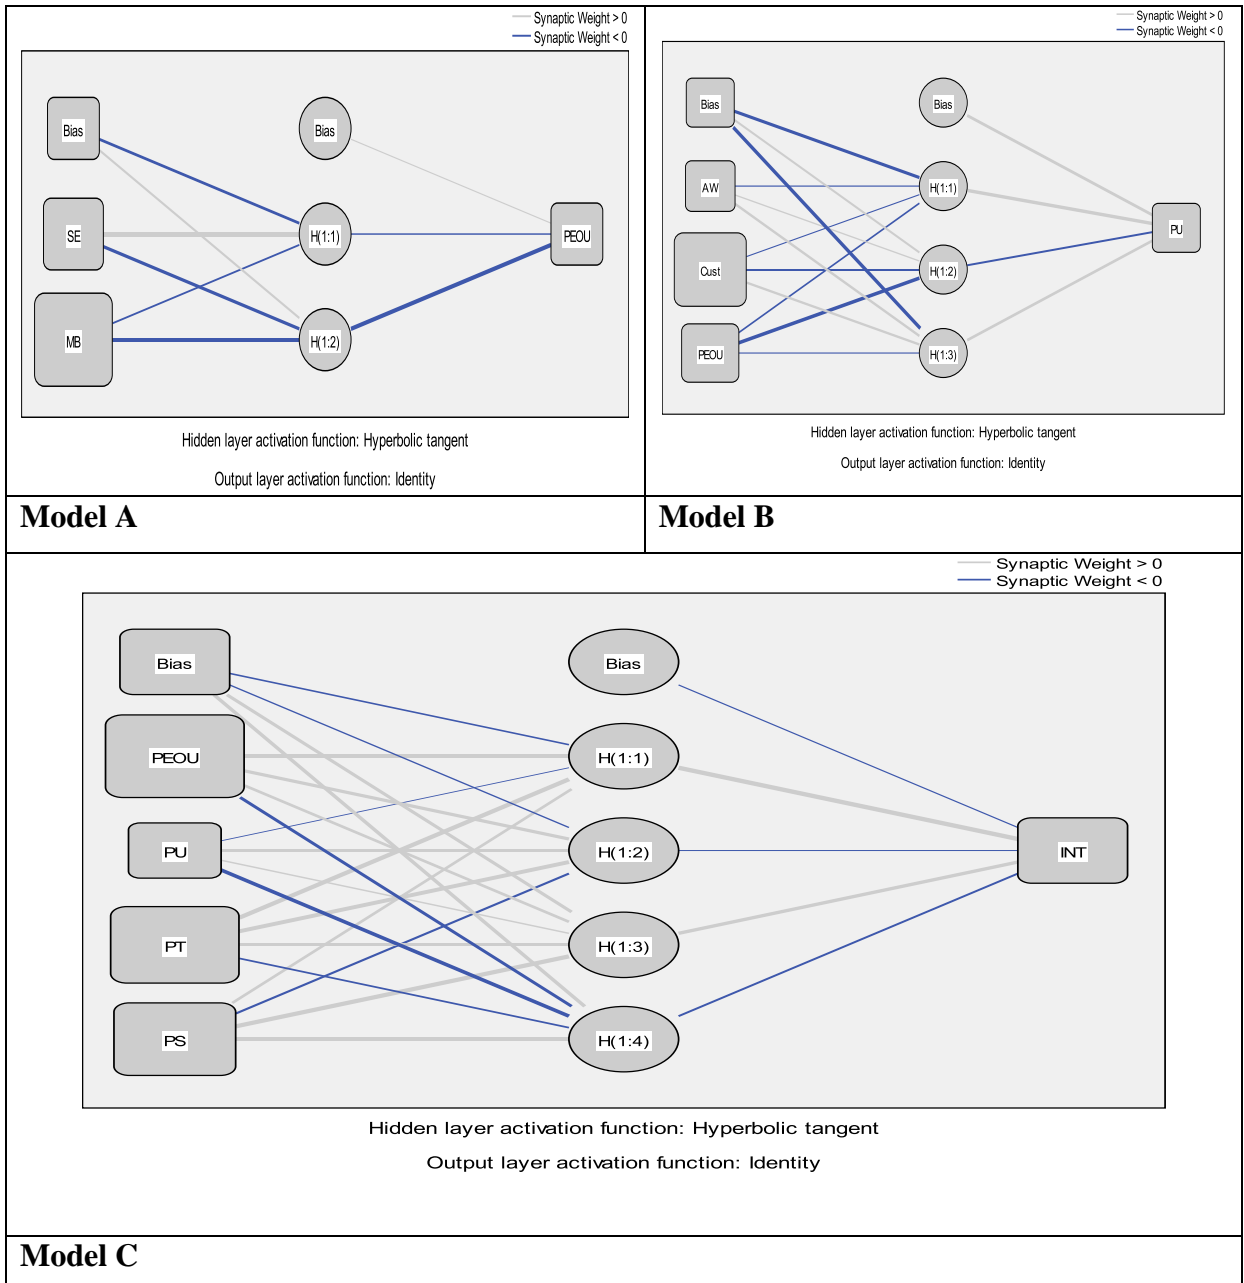 Synaptic Weight > 0
Synaptic Weight < 0
Bias
Bias
SE
H(1:1)
PEOU
MB
H(1:2)
Hidden layer activation function: Hyperbolic tangent
Output layer activation function: Identity
Model A
Synaptic Weight > 0
Synaptic Weight < 0
Bias
Bias
AW
H(1:1)
PU
Cust
H(1:2)
PEOU
H(1:3)
Hidden layer activation function: Hyperbolic tangent
Output layer activation function: Identity
Model B
Synaptic Weight > 0
Synaptic Weight < 0
Bias
Bias
PEOU
H(1:1)
PU
H(1:2)
INT
PT
H(1:3)
PS
H(1:4)
Hidden layer activation function: Hyperbolic tangent
Output layer activation function: Identity
Model C